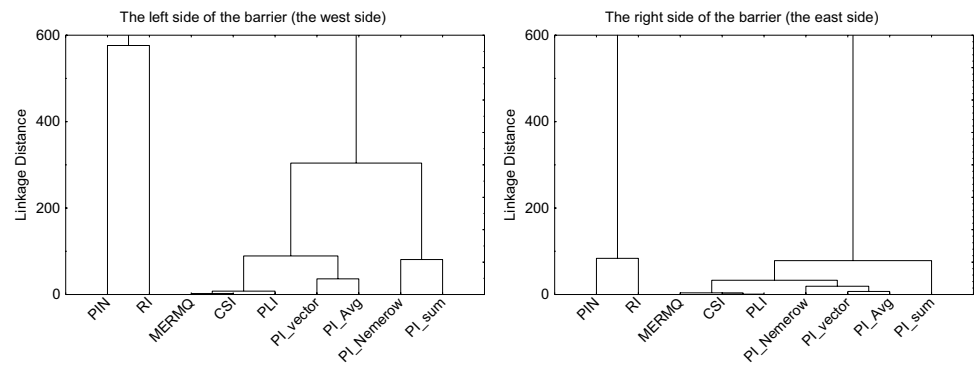 The left side of the barrier (the west side)
600
400
200
0
Linkage Distance
PIN
RI
MERMQ
CSI
PLI
PI_vector
PI_Avg
PI_Nemerow
PI_sum
The right side of the barrier (the east side)
600
400
200
0
Linkage Distance
PIN
RI
MERMQ
CSI
PLI
PI_Nemerow
PI_vector
PI_Avg
PI_sum